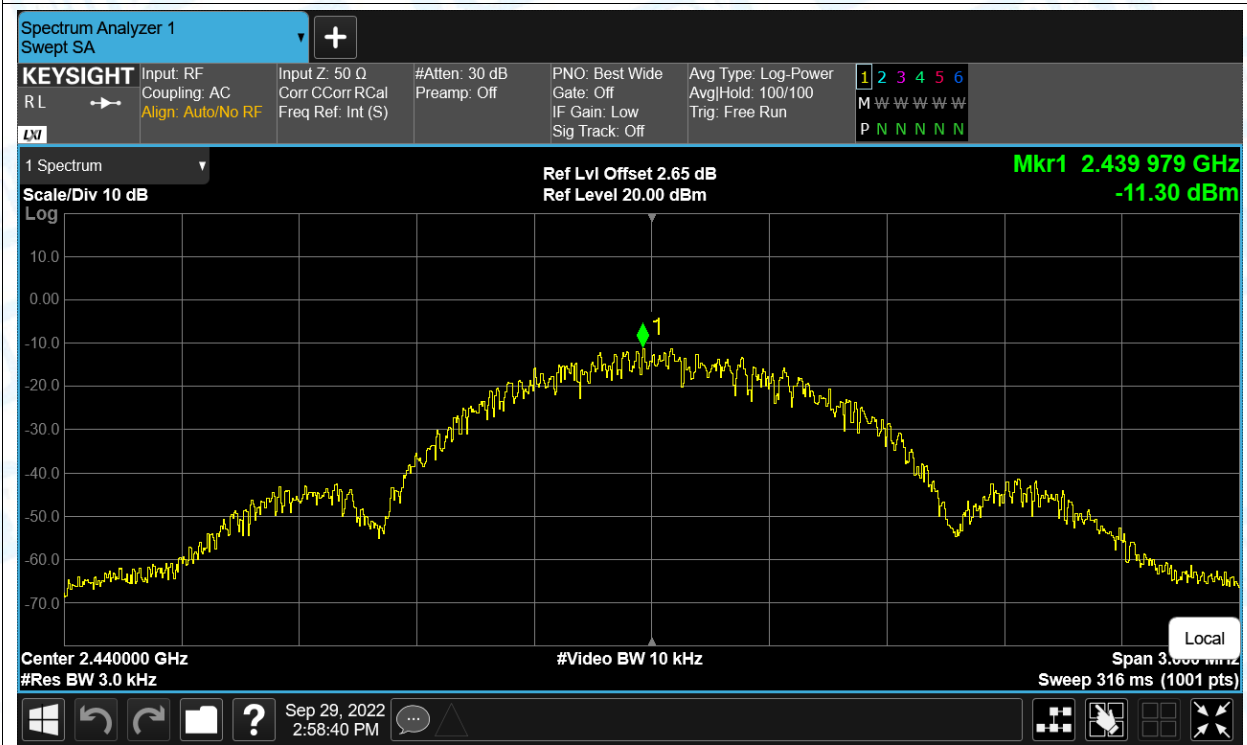 Spectrum Analyzer 1
Swept SA
KEYSIGHT Input: RF Input Z: 50 Ω #Atten: 30 dB PNO: Best Wide Avg Type: Log-Power 1 2 3 4 5 6
R L Coupling: AC Corr CCorr RCal Preamp: Off Gate: Off Avg|Hold: 100/100 M W W W W W
Align: Auto/No RF Freq Ref: Int (S) IF Gain: Low Trig: Free Run
LXI Sig Track: Off P N N N N N
1 Spectrum
Ref Lvl Offset 2.65 dB
Mkr1 2.439 979 GHz
Scale/Div 10 dB
Ref Level 20.00 dBm
-11.30 dBm
Log
10.0
0.00
1
-10.0
-20.0
-30.0
-40.0
-50.0
-60.0
-70.0
Local
Center 2.440000 GHz #Video BW 10 kHz Span
#Res BW 3.0 kHz Sweep 316 ms (1001 pts)
? Sep 29, 2022
2:58:40 PM